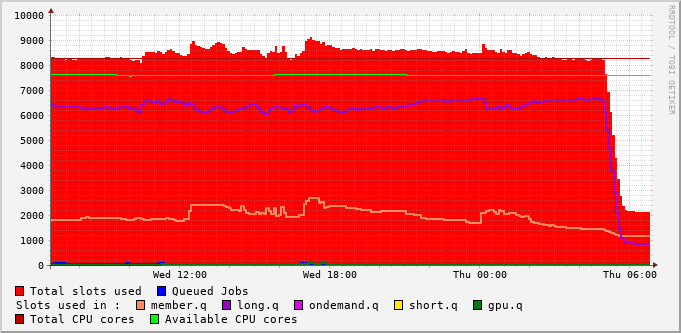 RRDTOOL / TOBI OETIKER
10000
9000
8000
7000
6000
5000
4000
3000
2000
1000
0
Wed 12:00 Wed 18:00 Thu 00:00 Thu 06:00
Total slots used Queued Jobs
Slots used in : member.q long.q ondemand.q short.q gpu.q
Total CPU cores Available CPU cores